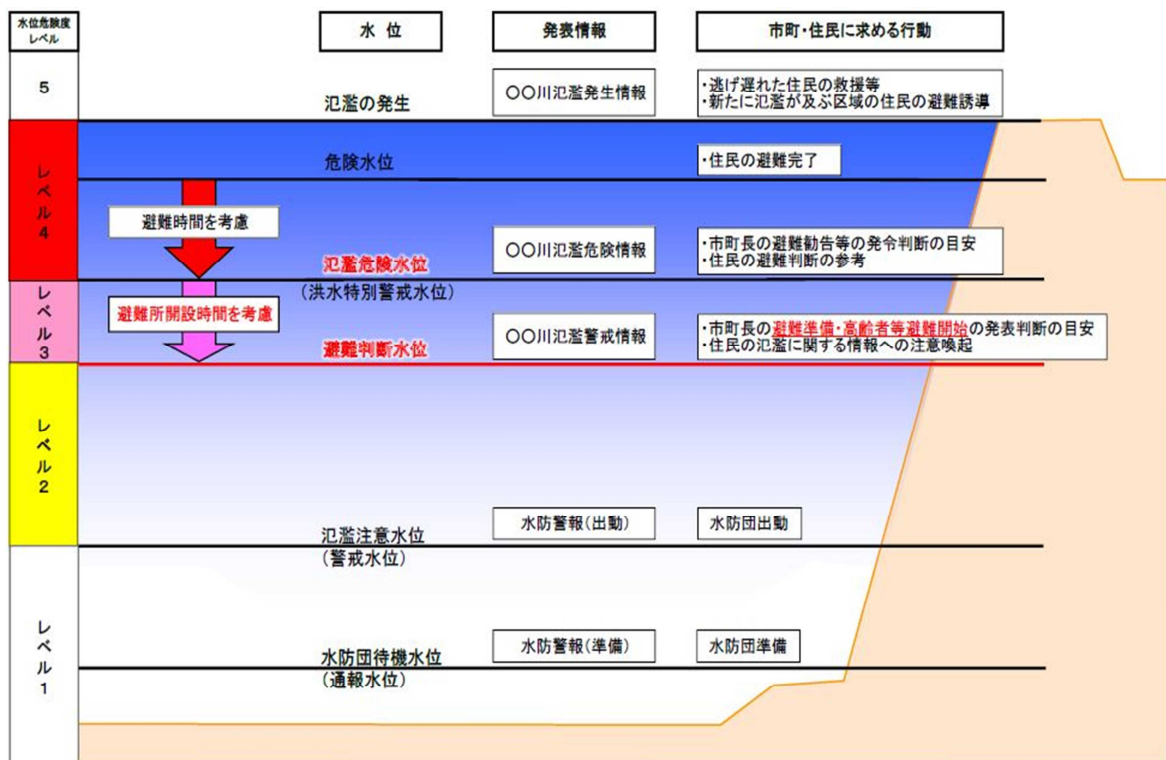 水位危険度
レベル
水 位
発表情報
市町・住民に求める行動
5
氾濫の発生
〇〇川氾濫発生情報
・逃げ遅れた住民の救援等
・新たに氾濫が及ぶ区域の住民の避難誘導
レベル4
危険水位
・住民の避難完了
避難時間を考慮
氾濫危険水位
(洪水特別警戒水位)
〇〇川氾濫危険情報
・市町長の避難勧告等の発令判断の目安
・住民の避難判断の参考
レベル3
避難所開設時間を考慮
避難判断水位
〇〇川氾濫警戒情報
・市町長の避難準備・高齢者等避難開始の発表判断の目安
・住民の氾濫に関する情報への注意喚起
レベル2
氾濫注意水位
(警戒水位)
水防警報(出動)
水防団出動
レベル1
水防団待機水位
(通報水位)
水防警報(準備)
水防団準備